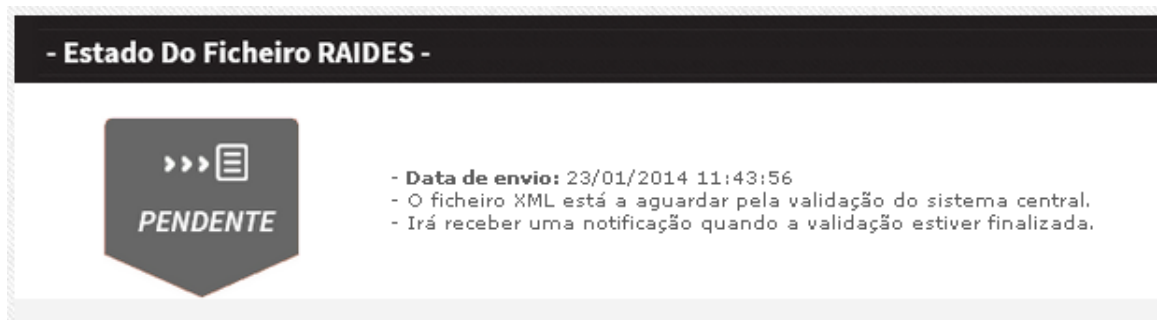 - Estado Do Ficheiro RAIDES -
PENDENTE
- Data de envio: 23/01/2014 11:43:56
- O ficheiro XML está a aguardar pela validação do sistema central.
- Irá receber uma notificação quando a validação estiver finalizada.